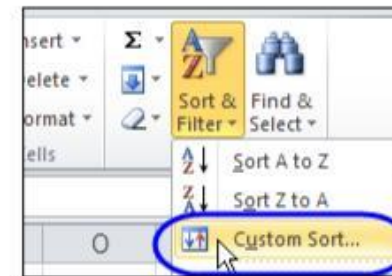 nsert
Σ
elete
ormat
Sort & Filter
Find & Select
ells
Sort A to Z
Sort Z to A
Custom Sort...
O